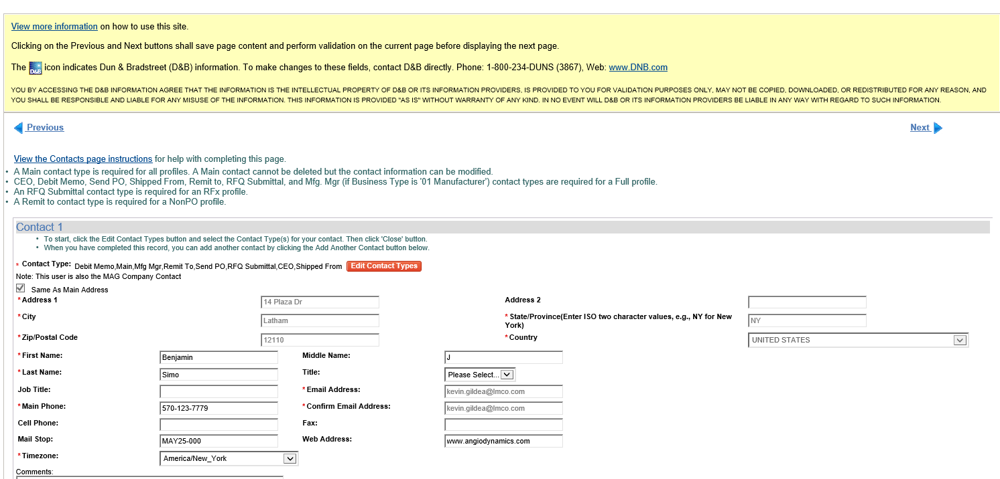 View more information on how to use this site.
Clicking on the Previous and Next buttons shall save page content and perform validation on the current page before displaying the next page.
The D&B icon indicates Dun & Bradstreet (D&B) information. To make changes to these fields, contact D&B directly. Phone: 1-800-234-DUNS (3867), Web: www.DNB.com
YOU BY ACCESSING THE D&B INFORMATION AGREE THAT THE INFORMATION IS THE INTELLECTUAL PROPERTY OF D&B OR ITS INFORMATION PROVIDERS, IS PROVIDED TO YOU FOR VALIDATION PURPOSES ONLY, MAY NOT BE COPIED, DOWNLOADED, OR REDISTRIBUTED FOR ANY REASON, AND
YOU SHALL BE RESPONSIBLE AND LIABLE FOR ANY MISUSE OF THE INFORMATION. THIS INFORMATION IS PROVIDED "AS IS" WITHOUT WARRANTY OF ANY KIND. IN NO EVENT WILL D&B OR ITS INFORMATION PROVIDERS BE LIABLE IN ANY WAY WITH REGARD TO SUCH INFORMATION.
Previous Next
View the Contacts page instructions for help with completing this page.
• A Main contact type is required for all profiles. A Main contact cannot be deleted but the contact information can be modified.
• CEO, Debit Memo, Send PO, Shipped From, Remit to, RFQ Submittal, and Mfg. Mgr (if Business Type is '01 Manufacturer') contact types are required for a Full profile.
• An RFQ Submittal contact type is required for an RFx profile.
• A Remit to contact type is required for a NonPO profile.
Contact 1
• To start, click the Edit Contact Types button and select the Contact Type(s) for your contact. Then click 'Close' button.
• When you have completed this record, you can add another contact by clicking the Add Another Contact button below.
* Contact Type: Debit Memo,Main,Mfg Mgr,Remit To,Send PO,RFQ Submittal,CEO,Shipped From Edit Contact Types
Note: This user is also the MAG Company Contact
Same As Main Address
* Address 1 14 Plaza Dr Address 2
* City Latham * State/Province(Enter ISO two character values, e.g., NY for New
York) NY
* Zip/Postal Code 12110 * Country UNITED STATES
* First Name: Benjamin Middle Name: J
* Last Name: Simo Title: Please Select...
Job Title: * Email Address: kevin.gildea@lmco.com
* Main Phone: 570-123-7779 * Confirm Email Address: kevin.gildea@lmco.com
Cell Phone: Fax:
Mail Stop: MAY25-000 Web Address: www.angiodynamics.com
* Timezone: America/New_York
Comments: